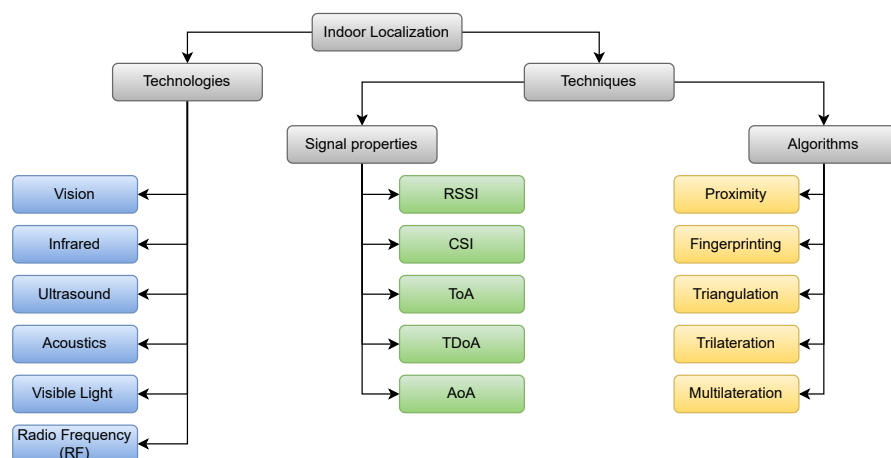 Indoor Localization
Technologies
Techniques
Signal properties
Algorithms
Vision
Infrared
Ultrasound
Acoustics
Visible Light
Radio Frequency
(RF)
RSSI
CSI
ToA
TDoA
AoA
Proximity
Fingerprinting
Triangulation
Trilateration
Multilateration